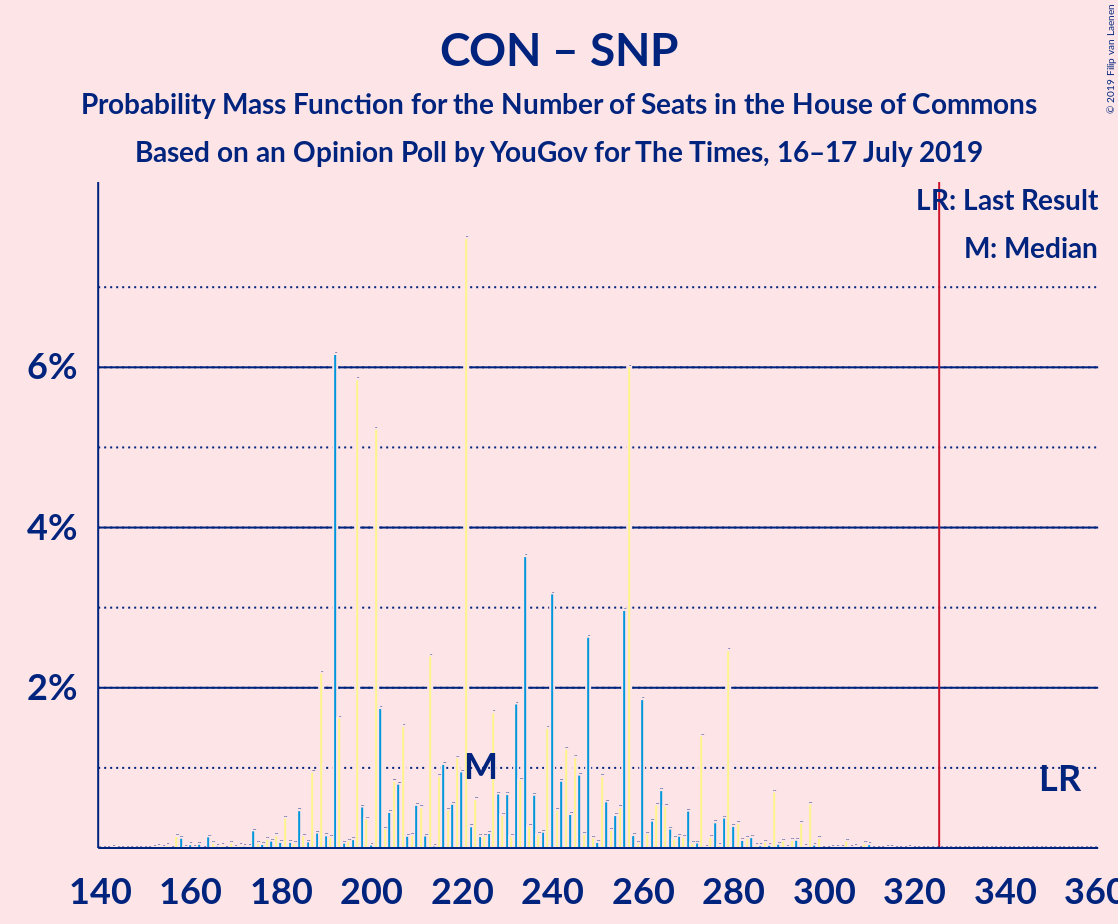 CON – SNP
Probability Mass Function for the Number of Seats in the House of Commons
Based on an Opinion Poll by YouGov for The Times, 16–17 July 2019
© 2019 Filip van Laenen
LR: Last Result
M: Median
6%
4%
2%
M
LR
140 160 180 200 220 240 260 280 300 320 340 360